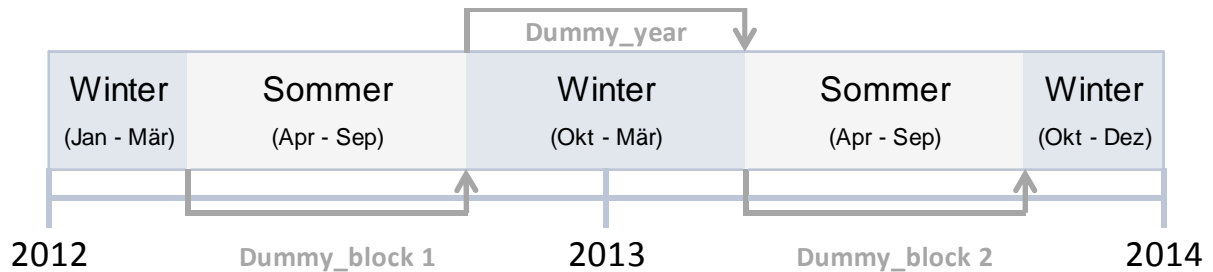 Dummy_year
Winter Sommer Winter Sommer Winter
(Jan - Mär) (Apr - Sep) (Okt - Mär) (Apr - Sep) (Okt - Dez)
2012 Dummy_block 1 2013 Dummy_block 2 2014